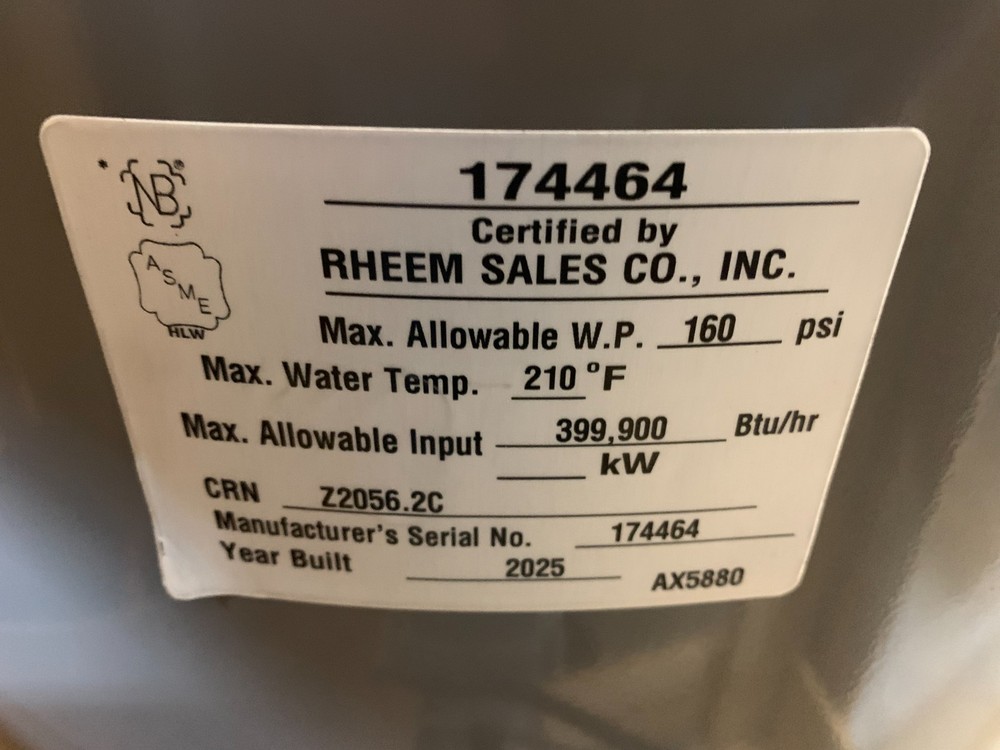 * NB®
174464
Certified by
RHEEM SALES CO., INC.
ASME
HLW
Max. Allowable W.P. 160 psi
Max. Water Temp. 210 °F
Max. Allowable Input 399,900 Btu/hr
kW
CRN Z2056.2C
Manufacturer's Serial No. 174464
Year Built 2025
AX5880